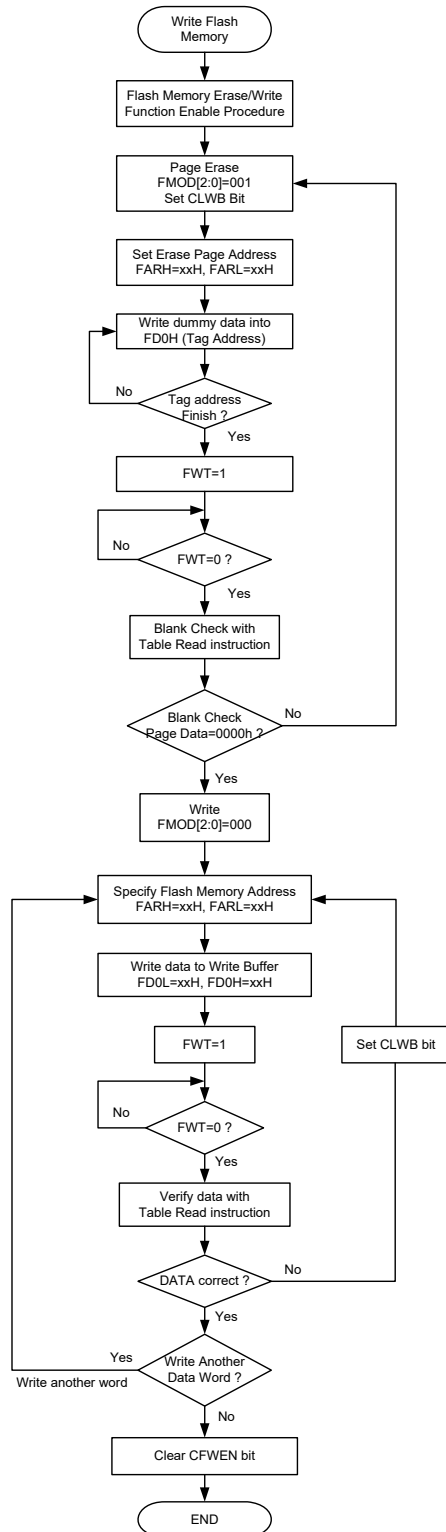 Write Flash
Memory
Flash Memory Erase/Write
Function Enable Procedure
Page Erase
FMOD[2:0]=001
Set CLWB Bit
Set Erase Page Address
FARH=xxH, FARL=xxH
Write dummy data into
FD0H (Tag Address)
No
Tag address
Finish ?
Yes
FWT=1
No
FWT=0 ?
Yes
Blank Check with
Table Read instruction
Blank Check
Page Data=0000h ?
No
Yes
Write
FMOD[2:0]=000
Specify Flash Memory Address
FARH=xxH, FARL=xxH
Write data to Write Buffer
FD0L=xxH, FD0H=xxH
FWT=1
Set CLWB bit
No
FWT=0 ?
Yes
Verify data with
Table Read instruction
DATA correct ?
No
Yes
Yes
Write another word
Write Another
Data Word ?
No
Clear CFWEN bit
END